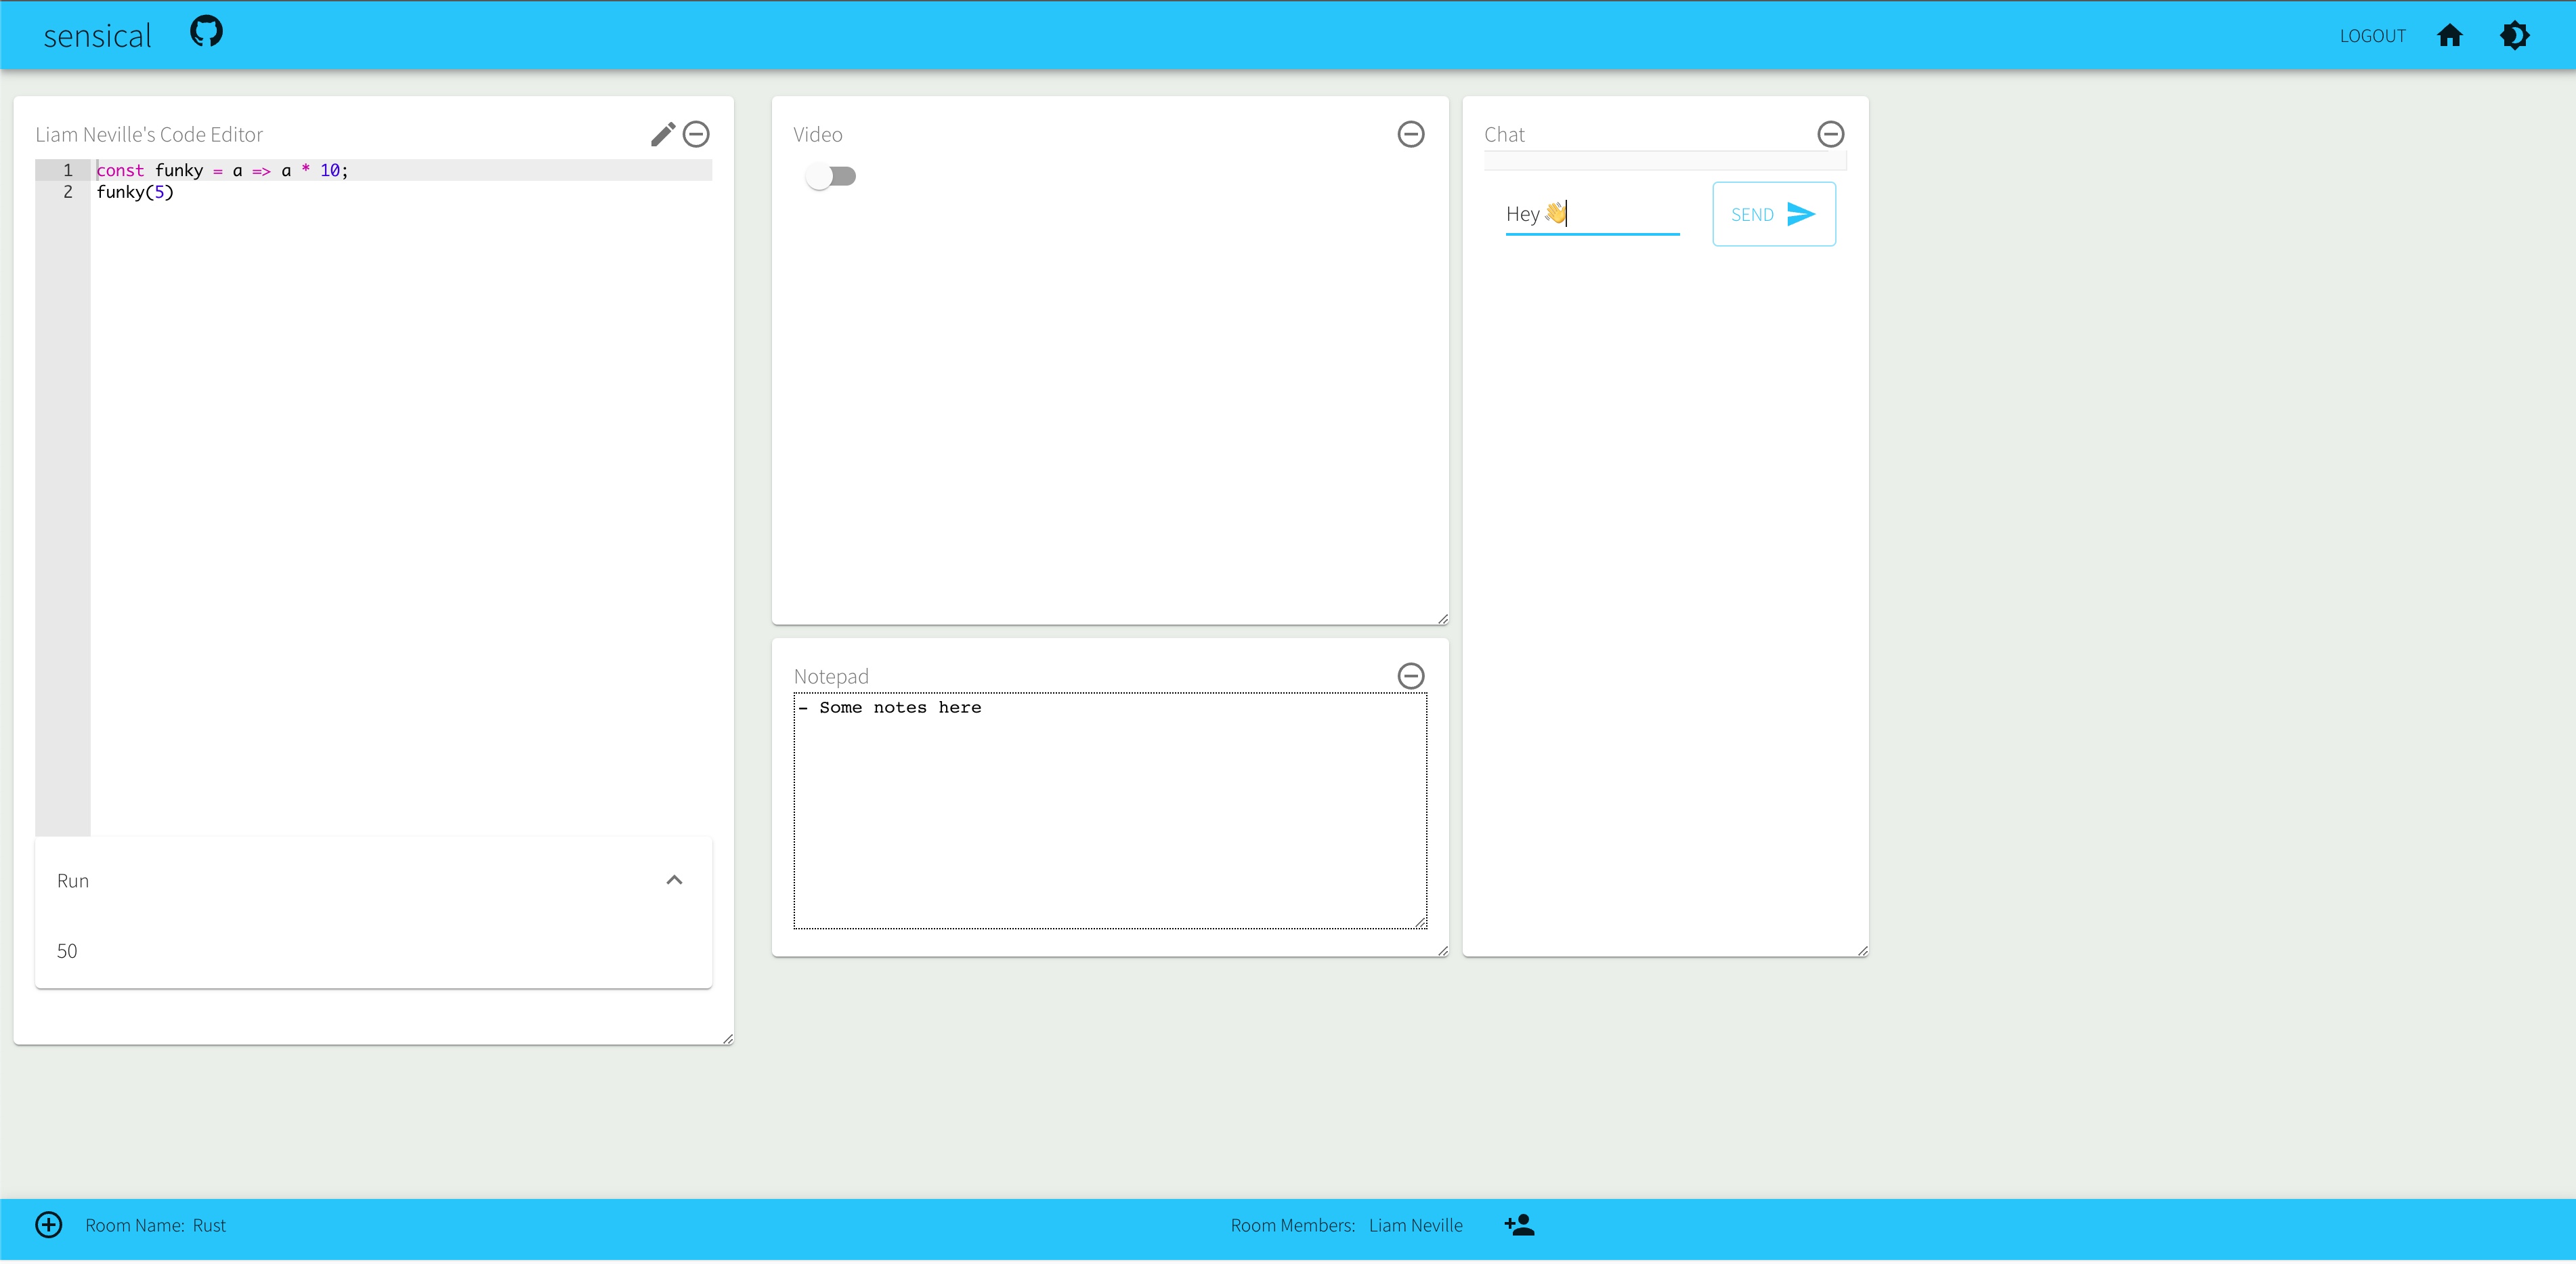 sensical
LOGOUT
Liam Neville's Code Editor
1 const funky = a => a * 10;
2 funky(5)
Run
50
Video
Notepad
- Some notes here
Chat
Hey 👋
SEND
Room Name: Rust
Room Members: Liam Neville